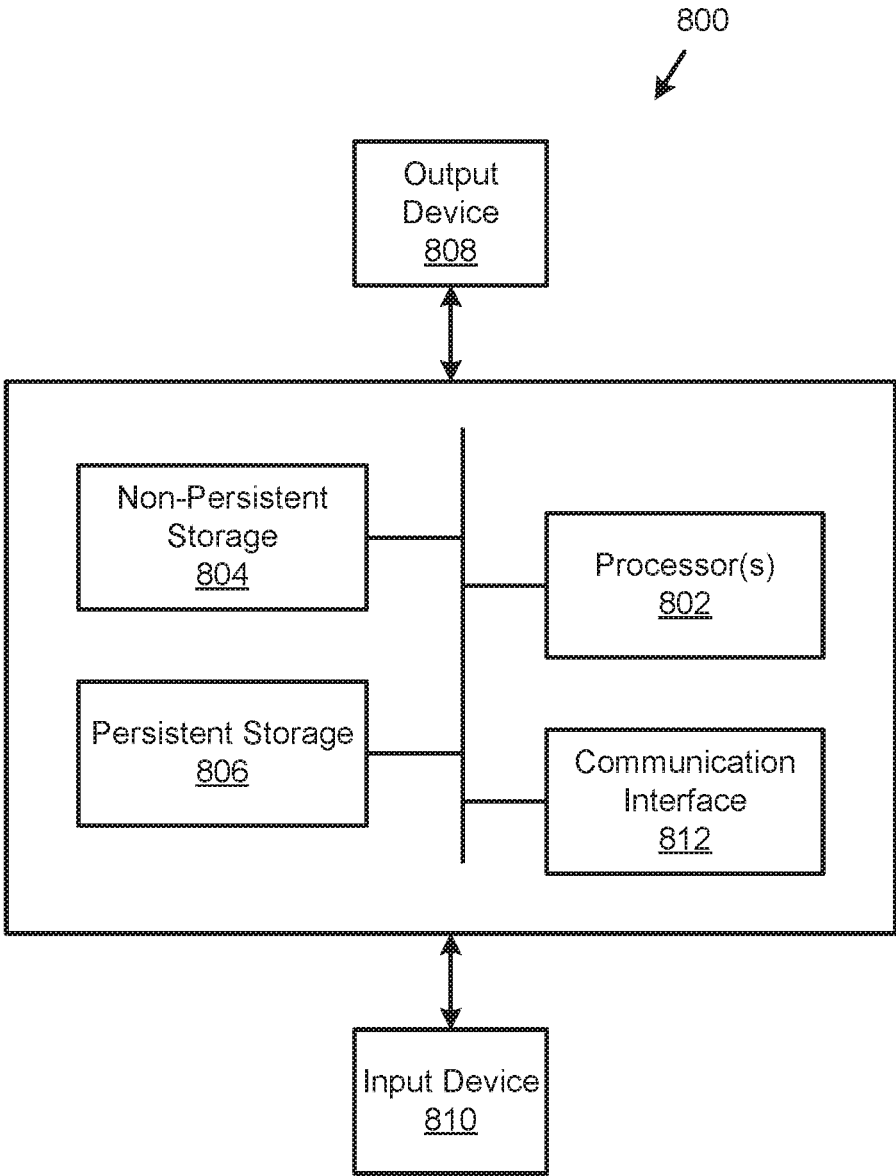 800
Output
Device
808
Non-Persistent
Storage
804
Processor(s)
802
Persistent Storage
806
Communication
Interface
812
Input Device
810